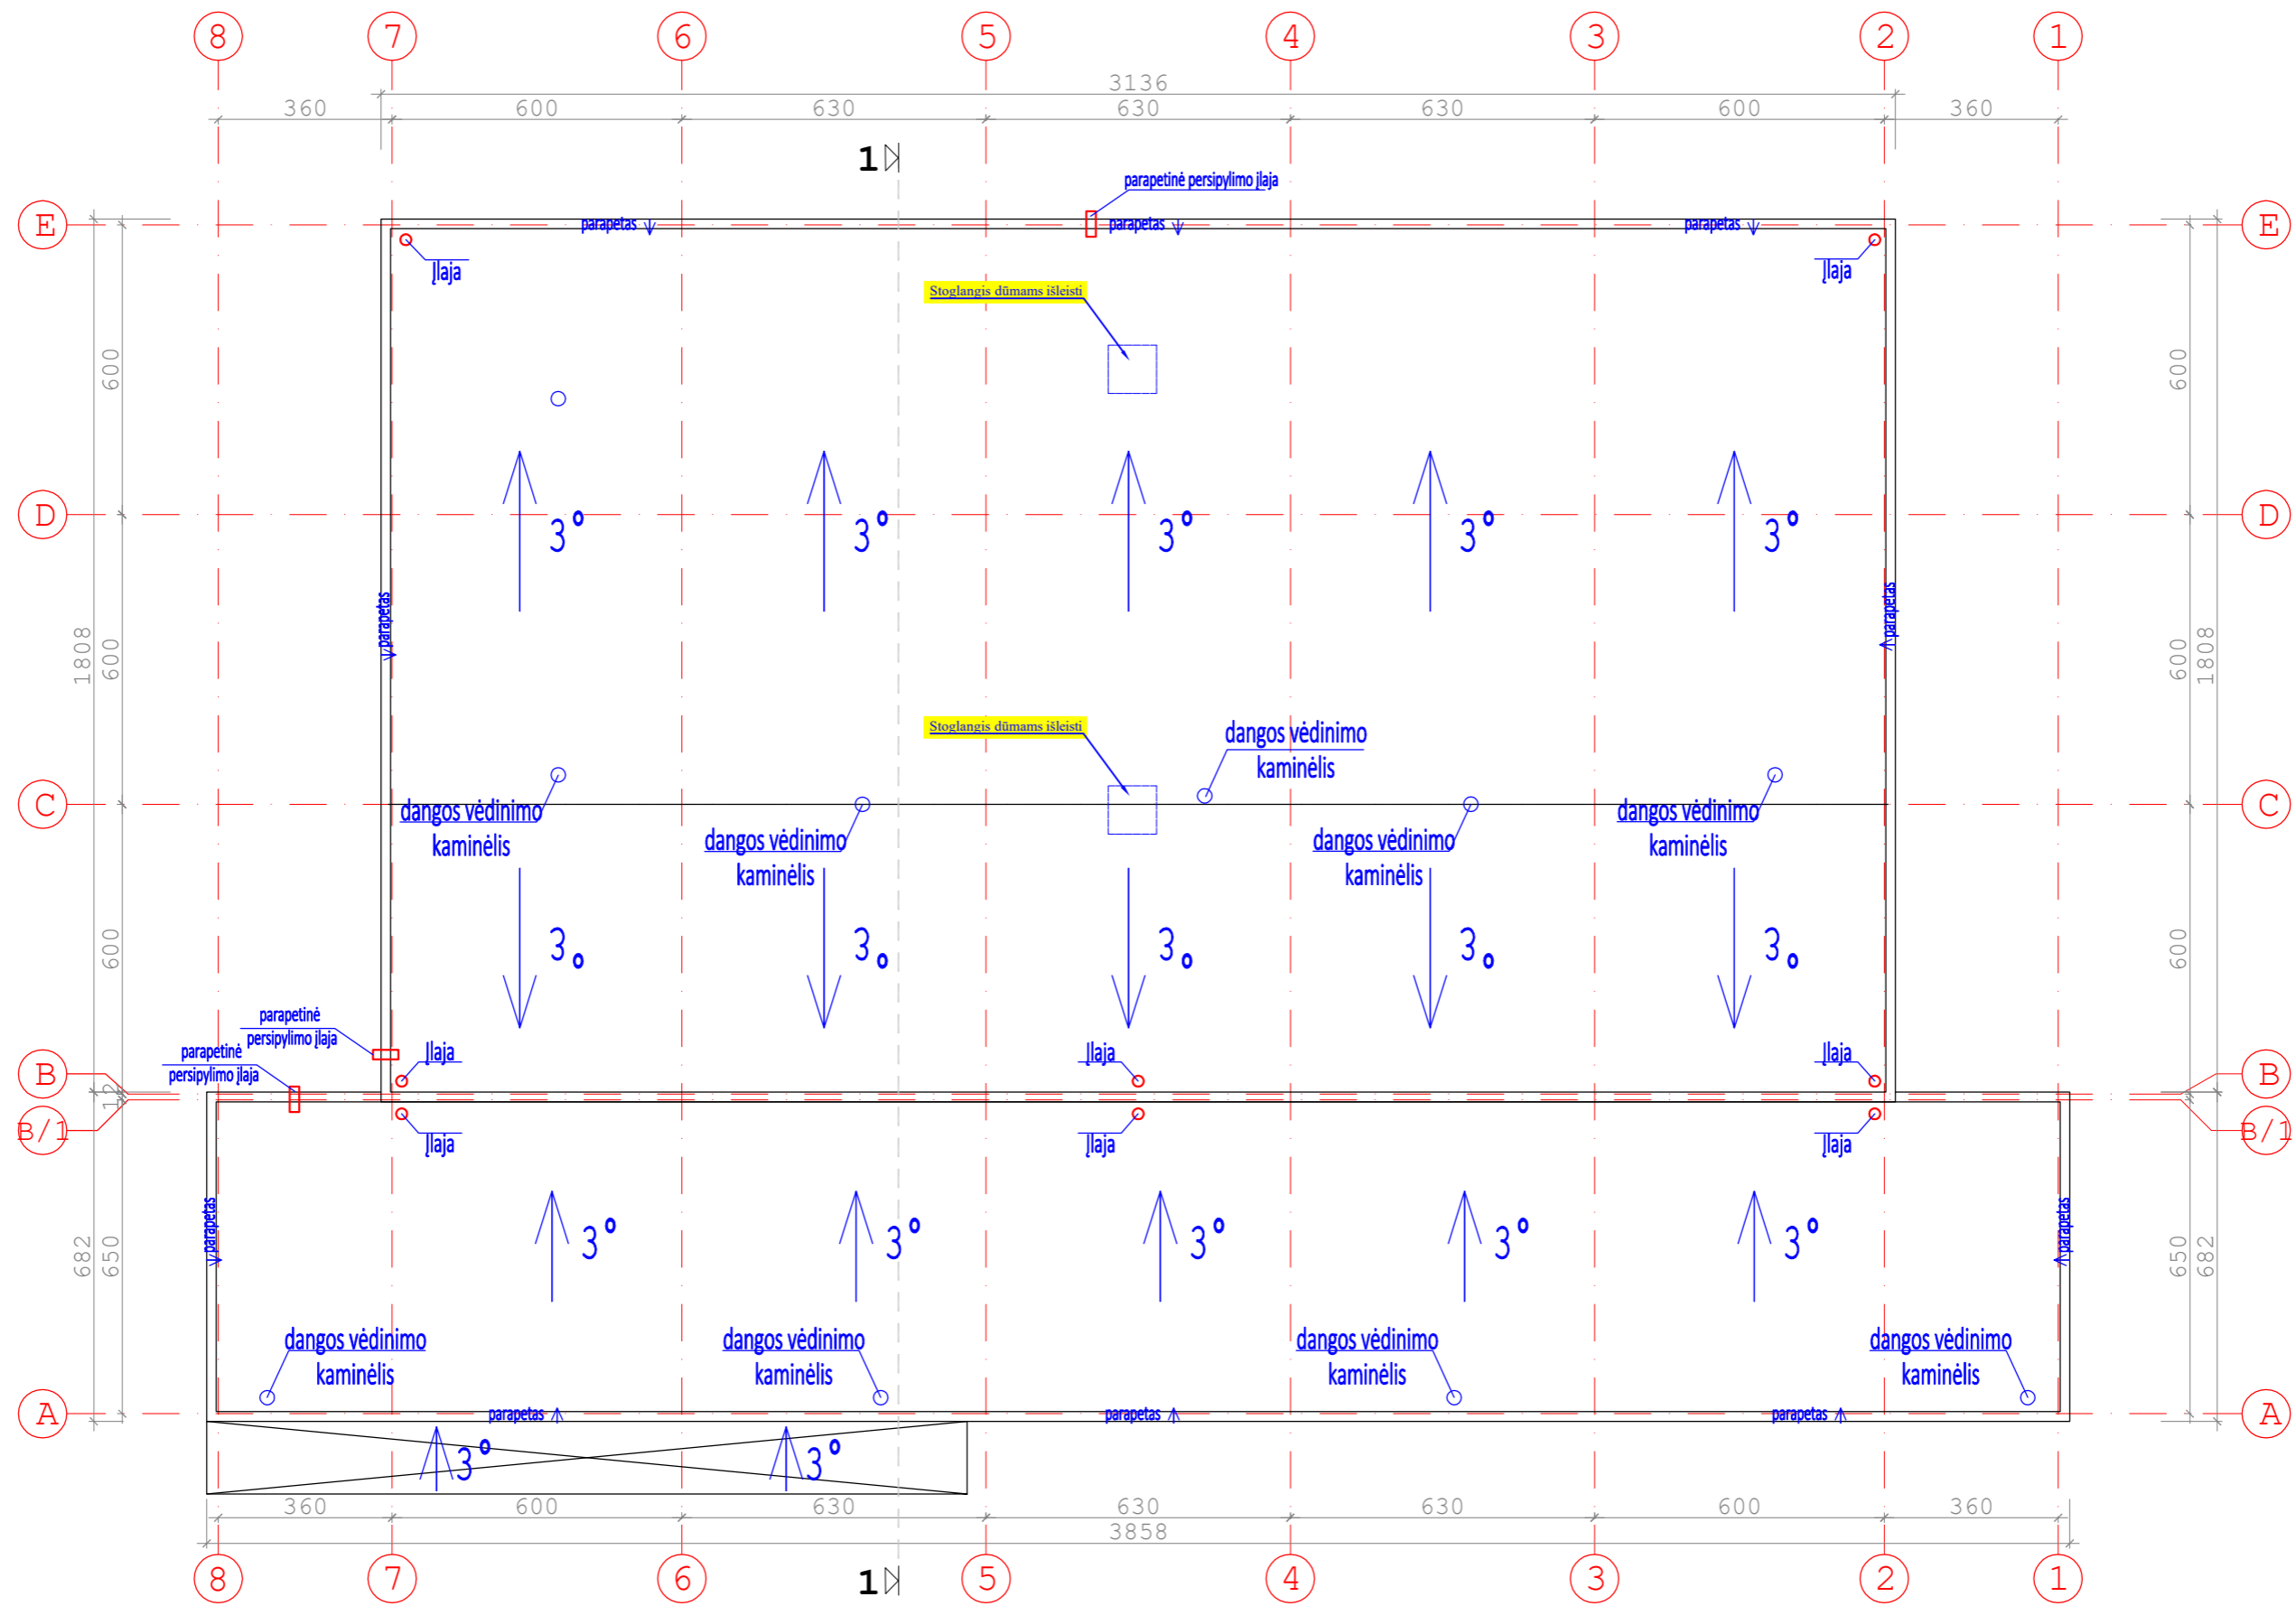 8 7 6 5 4 3 2 1
3136
360 600 630 630 630 600 360
1
parapetinė persipylimo įlaja
E parapetas parapetas parapetas E
Įlaja Įlaja
Stoglangis dūmams išleisti
600 600
D D
3° 3° 3° 3° 3°
parapetas parapetas
1808 600 600 1808
Stoglangis dūmams išleisti
dangos vėdinimo
kaminėlis
C C
dangos vėdinimo
kaminėlis
dangos vėdinimo
kaminėlis
dangos vėdinimo
kaminėlis
dangos vėdinimo
kaminėlis
600 600
3° 3° 3° 3° 3°
parapetinė
persipylimo įlaja
parapetinė
persipylimo įlaja
Įlaja Įlaja Įlaja
B B
12
B/1 B/1
Įlaja Įlaja Įlaja
parapetas parapetas
682 650 650 682
3° 3° 3° 3° 3°
dangos vėdinimo
kaminėlis
dangos vėdinimo
kaminėlis
dangos vėdinimo
kaminėlis
dangos vėdinimo
kaminėlis
A parapetas parapetas parapetas A
3° 3°
360 600 630 630 630 600 360
3858
8 7 6 5 4 3 2 1
1